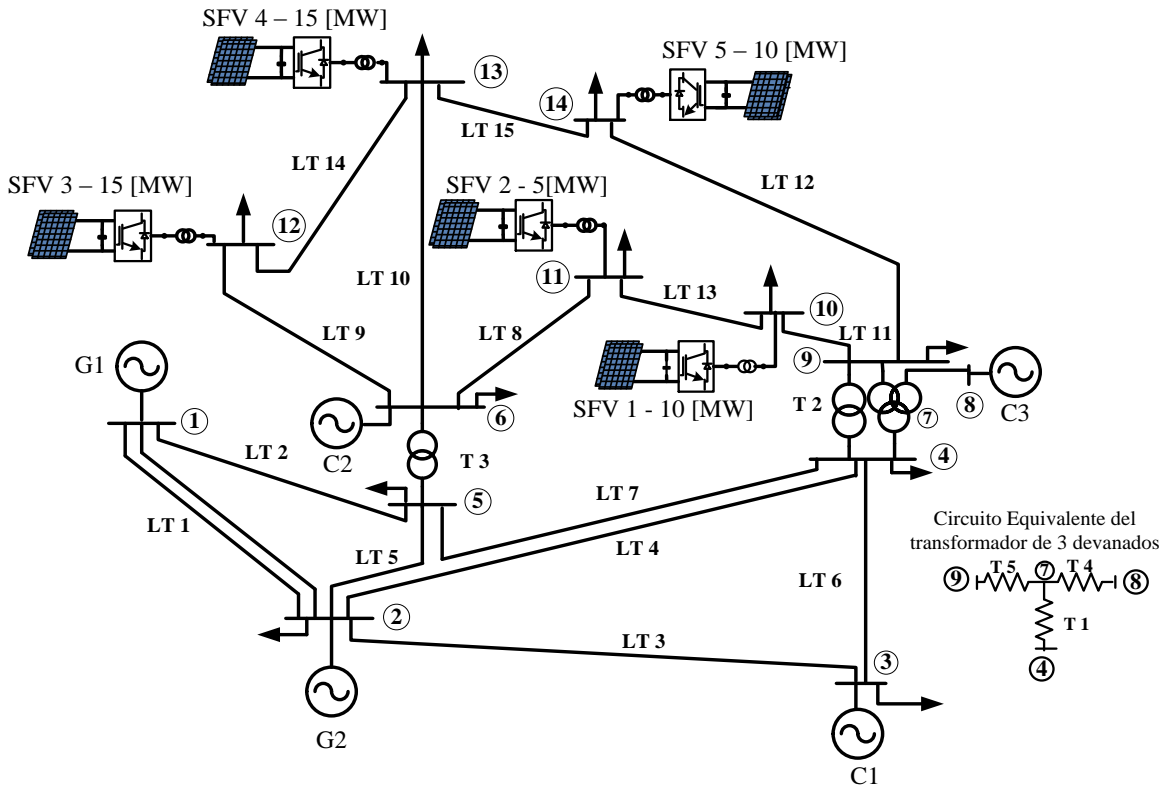 SFV 4 – 15 [MW]
SFV 5 – 10 [MW]
13
14
LT 15
LT 14
LT 12
SFV 3 – 15 [MW]
SFV 2 - 5[MW]
12
11
LT 10
LT 13
10
LT 9
LT 8
LT 11
G1
9
SFV 1 - 10 [MW]
T 2
7
8
C3
1
6
C2
LT 2
T 3
4
5
LT 7
LT 1
LT 5
LT 4
Circuito Equivalente del
transformador de 3 devanados
9
T 5
7
T 4
8
T 1
4
LT 6
2
LT 3
3
G2
C1